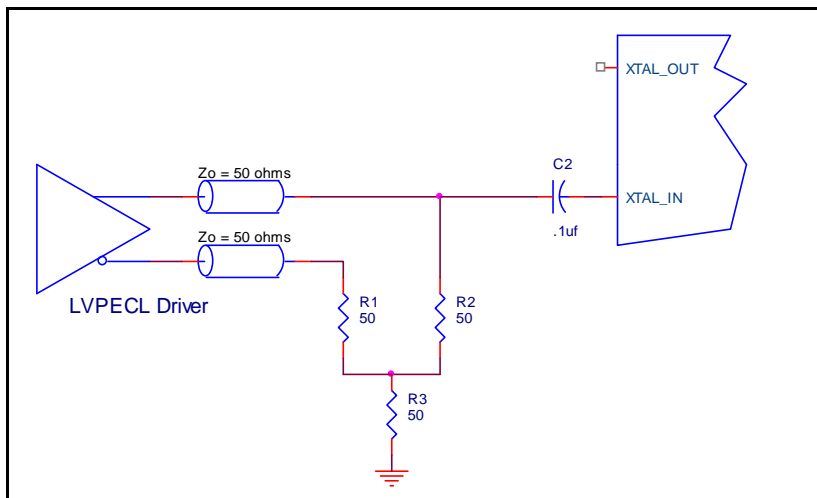 XTAL_OUT
Zo = 50 ohms
C2
XTAL_IN
.1uf
Zo = 50 ohms
LVPECL Driver
R1
50
R2
50
R3
50